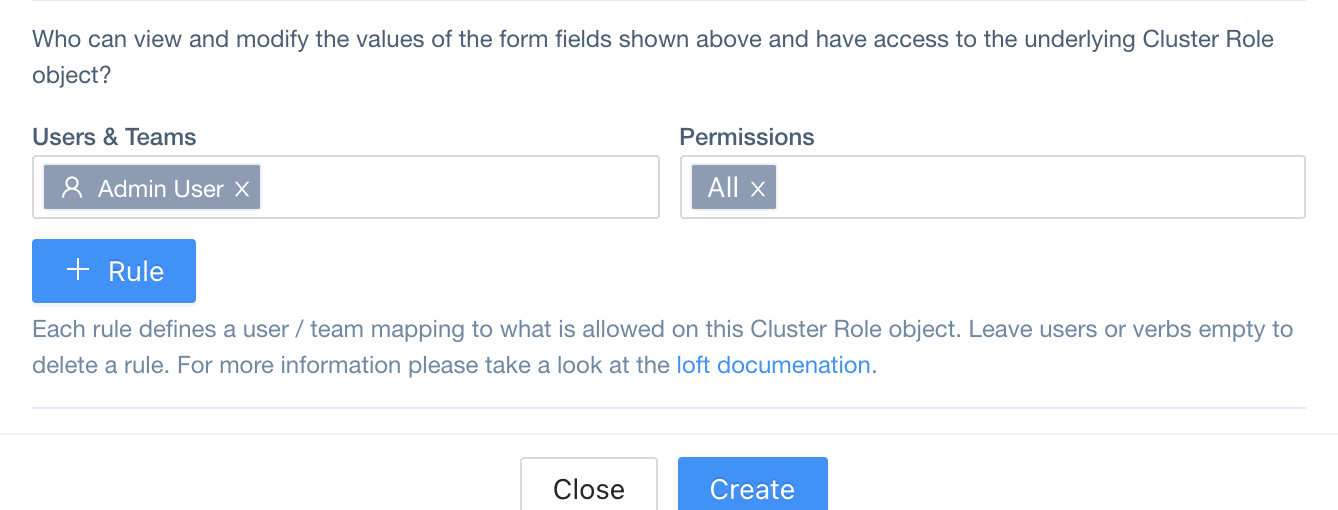 Who can view and modify the values of the form fields shown above and have access to the underlying Cluster Role
object?
Users & Teams
Permissions
Admin User X
All X
+ Rule
Each rule defines a user / team mapping to what is allowed on this Cluster Role object. Leave users or verbs empty to
delete a rule. For more information please take a look at the loft documenation.
Close
Create